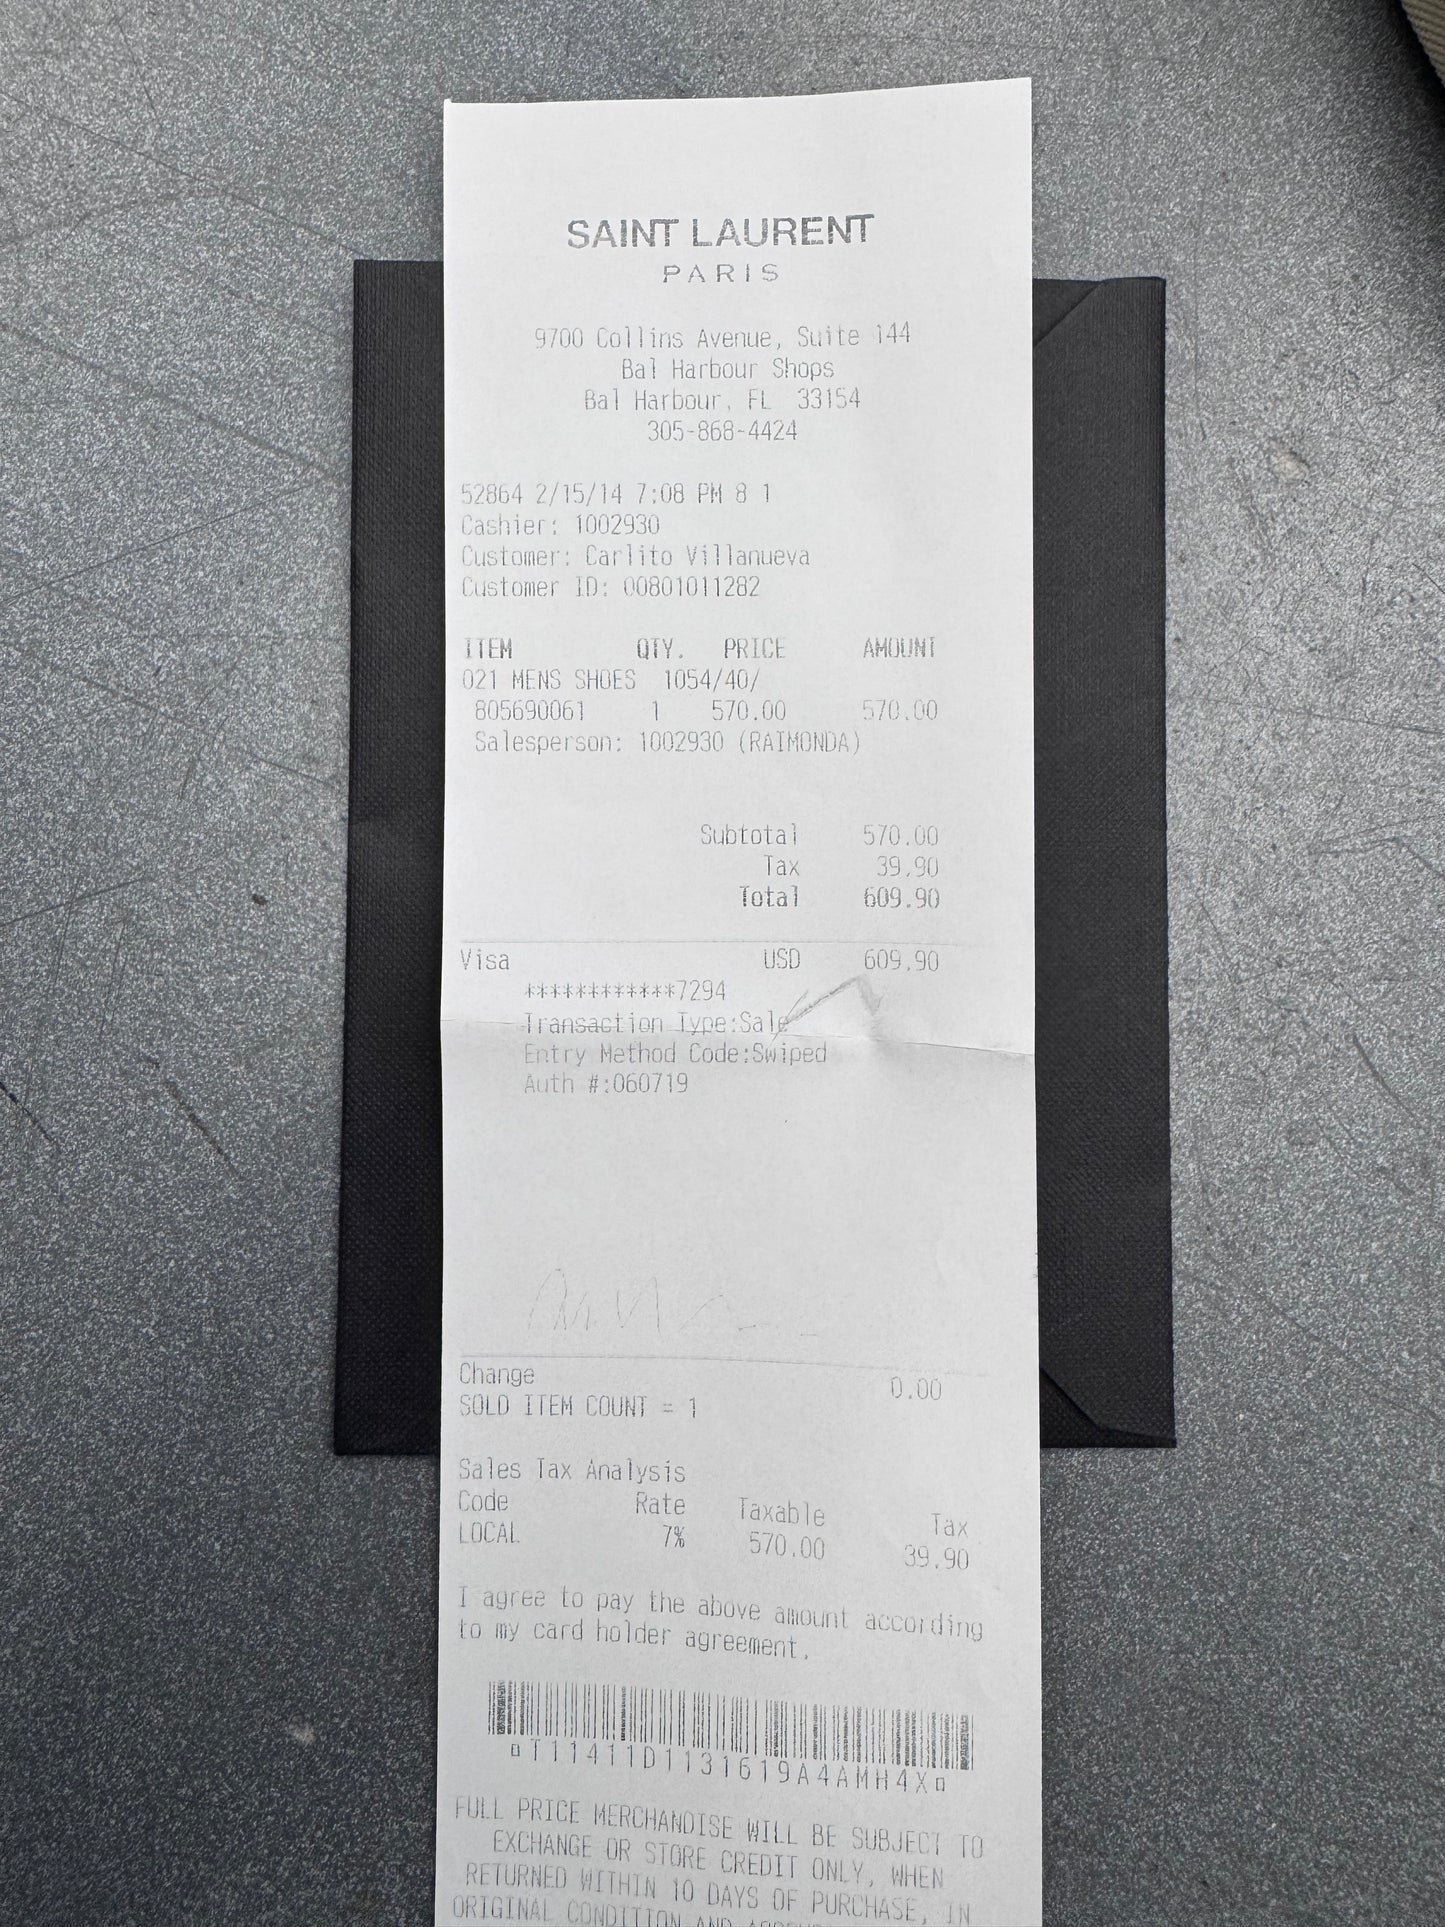 SAINT LAURENT
PARIS
9700 Collins Avenue, Suite 144
Bal Harbour Shops
Bal Harbour, FL 33154
305-868-4424
52864 2/15/14 7:08 PM 8 1
Cashier: 1002930
Customer: Carlito Villanueva
Customer ID: 00801011282
ITEM QTY. PRICE AMOUNT
021 MENS SHOES 1054/40/
805690061 1 570.00 570.00
Salesperson: 1002930 (RAIMONDA)
Subtotal 570.00
Tax 39.90
Total 609.90
Visa USD 609.90
************7294
Transaction Type:Sale
Entry Method Code:Swiped
Auth #:060719
Change 0.00
SOLD ITEM COUNT = 1
Sales Tax Analysis
Code Rate Taxable Tax
LOCAL 7% 570.00 39.90
I agree to pay the above amount according
to my card holder agreement.
¤T11411D1131619A4AMH4X¤
FULL PRICE MERCHANDISE WILL BE SUBJECT TO
EXCHANGE OR STORE CREDIT ONLY, WHEN
RETURNED WITHIN 10 DAYS OF PURCHASE, IN
ORIGINAL CONDITION AND